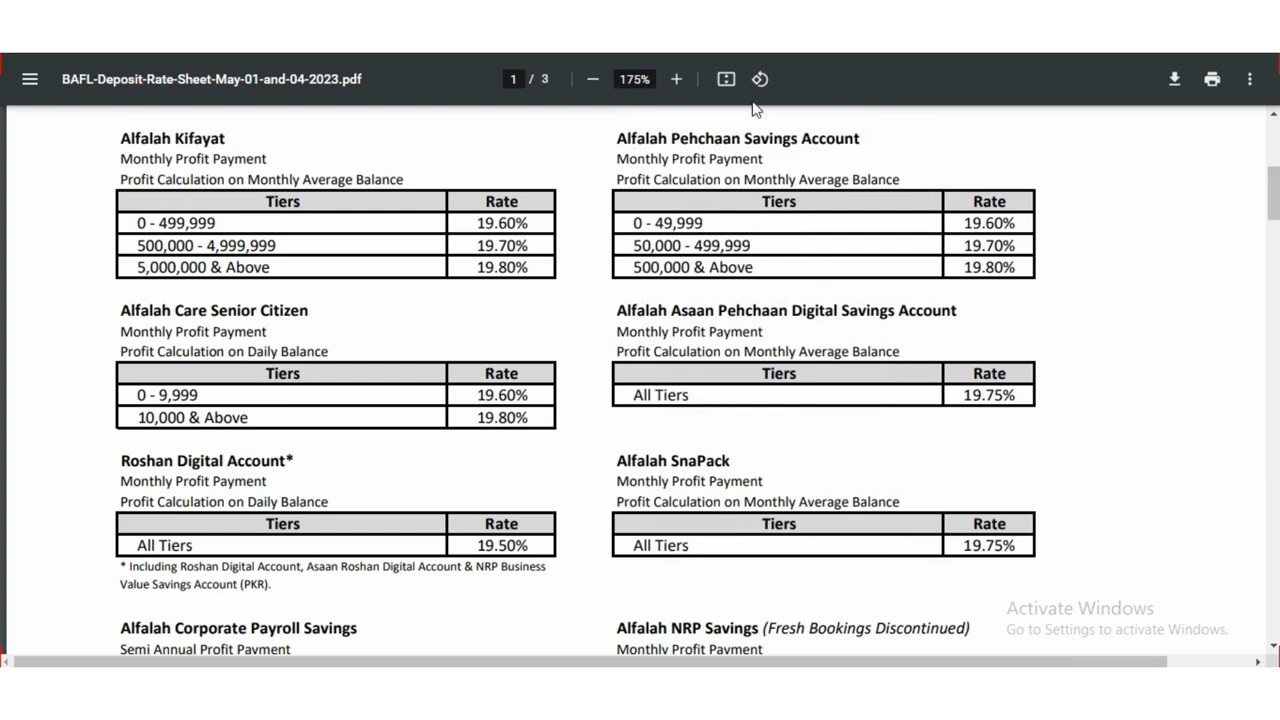 BAFL-Deposit-Rate-Sheet-May-01-and-04-2023.pdf
1 / 3
175%
Alfalah Kifayat
Monthly Profit Payment
Profit Calculation on Monthly Average Balance
Tiers Rate
0 - 499,999 19.60%
500,000 - 4,999,999 19.70%
5,000,000 & Above 19.80%
Alfalah Pehchaan Savings Account
Monthly Profit Payment
Profit Calculation on Monthly Average Balance
Tiers Rate
0 - 49,999 19.60%
50,000 - 499,999 19.70%
500,000 & Above 19.80%
Alfalah Care Senior Citizen
Monthly Profit Payment
Profit Calculation on Daily Balance
Tiers Rate
0 - 9,999 19.60%
10,000 & Above 19.80%
Alfalah Asaan Pehchaan Digital Savings Account
Monthly Profit Payment
Profit Calculation on Monthly Average Balance
Tiers Rate
All Tiers 19.75%
Roshan Digital Account*
Monthly Profit Payment
Profit Calculation on Daily Balance
Tiers Rate
All Tiers 19.50%
* Including Roshan Digital Account, Asaan Roshan Digital Account & NRP Business
Value Savings Account (PKR).
Alfalah SnaPack
Monthly Profit Payment
Profit Calculation on Monthly Average Balance
Tiers Rate
All Tiers 19.75%
Alfalah Corporate Payroll Savings
Semi Annual Profit Payment
Alfalah NRP Savings (Fresh Bookings Discontinued)
Monthly Profit Payment
Activate Windows
Go to Settings to activate Windows.